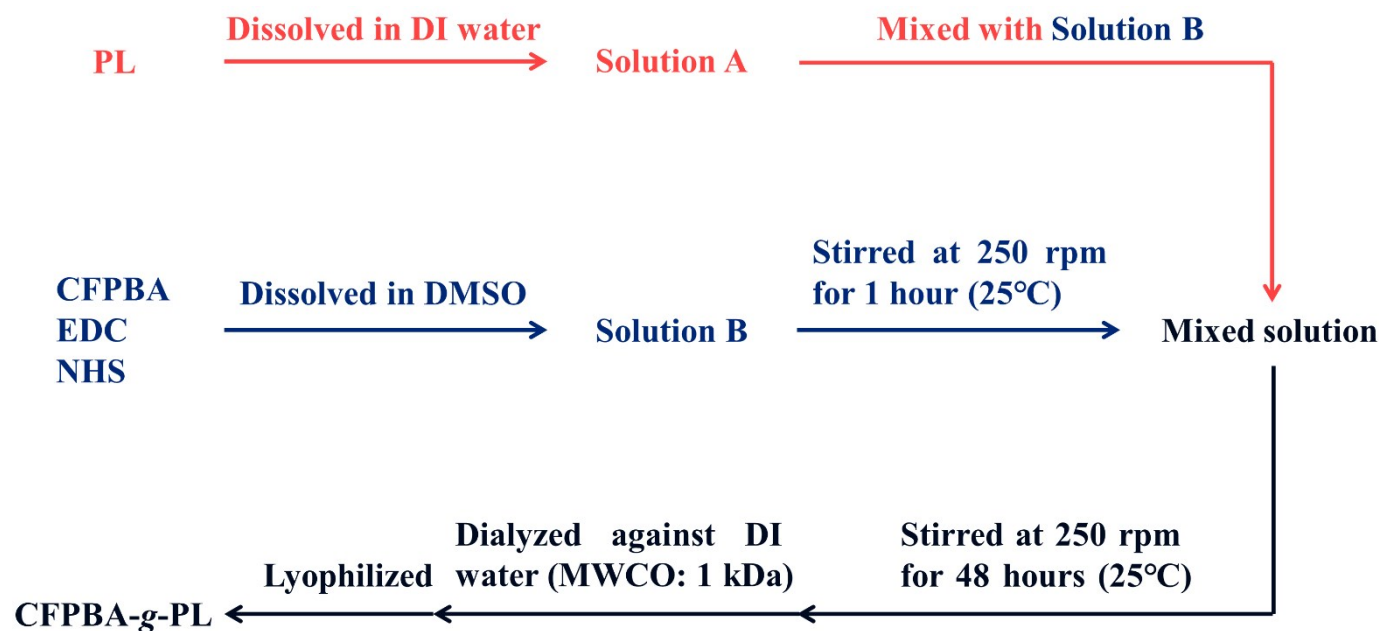 Dissolved in DI water
Mixed with Solution B
PL
Solution A
CFPBA
EDC
NHS
Dissolved in DMSO
Solution B
Stirred at 250 rpm
for 1 hour (25℃)
Mixed solution
Stirred at 250 rpm
for 48 hours (25℃)
Dialyzed against DI
water (MWCO: 1 kDa)
Lyophilized
CFPBA-g-PL